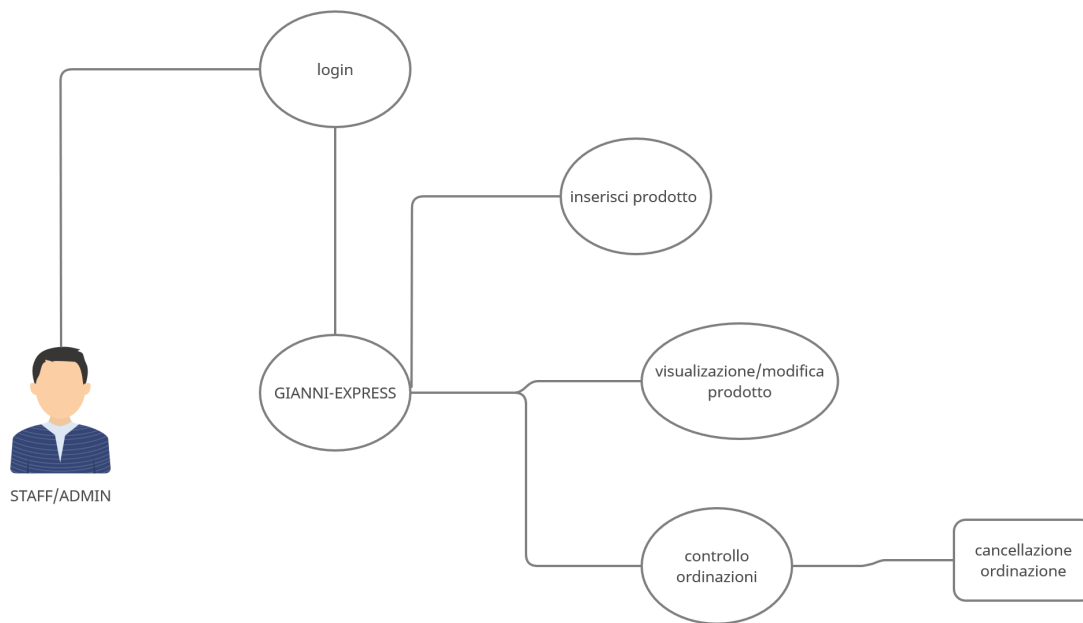 login
inserisci prodotto
GIANNI-EXPRESS
visualizzazione/modifica
prodotto
STAFF/ADMIN
controllo
ordinazioni
cancellazione
ordinazione